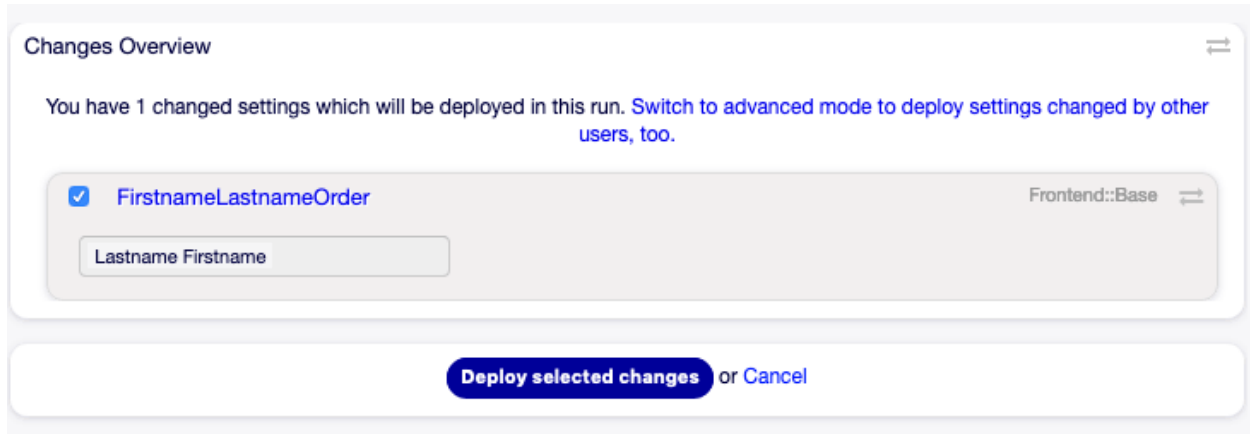 Changes Overview
You have 1 changed settings which will be deployed in this run. Switch to advanced mode to deploy settings changed by other
users, too.
FirstnameLastnameOrder
Frontend::Base
Lastname Firstname
Deploy selected changes or Cancel